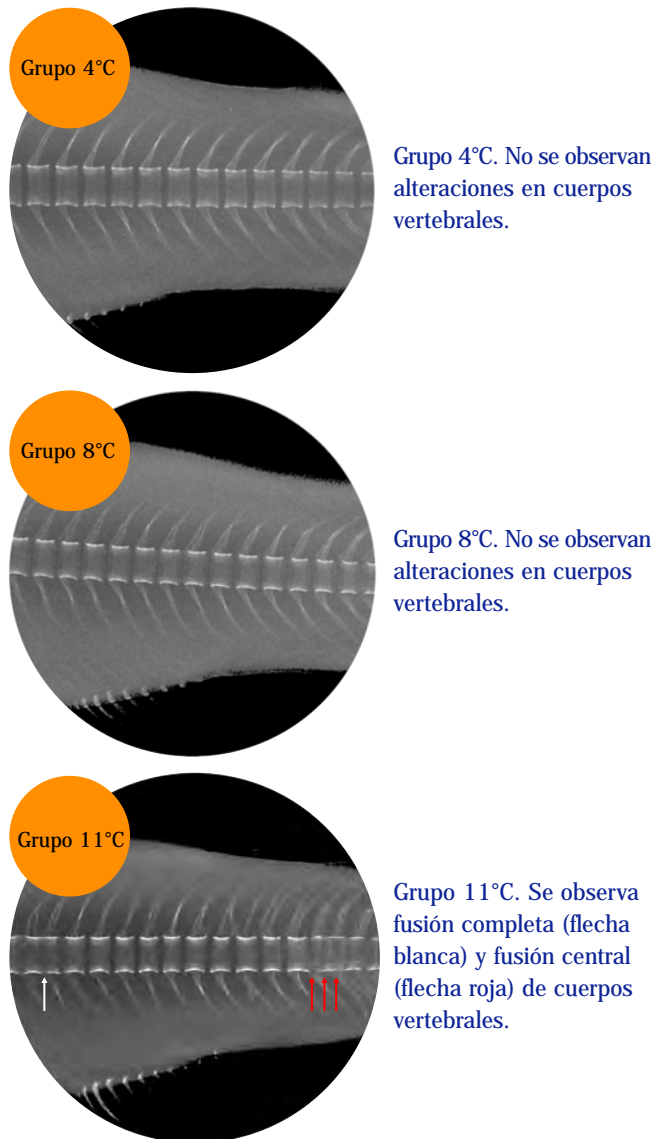 Grupo 4°C
Grupo 4°C. No se observan
alteraciones en cuerpos
vertebrales.
Grupo 8°C
Grupo 8°C. No se observan
alteraciones en cuerpos
vertebrales.
Grupo 11°C
Grupo 11°C. Se observa
fusión completa (flecha
blanca) y fusión central
(flecha roja) de cuerpos
vertebrales.